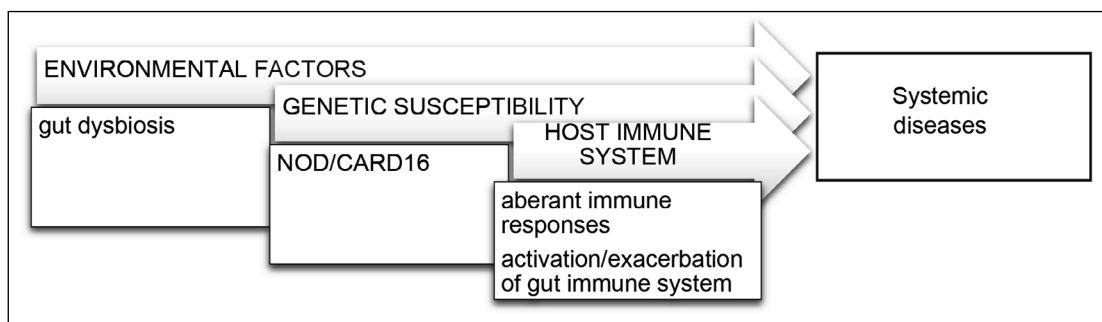 ENVIRONMENTAL FACTORS
gut dysbiosis
GENETIC SUSCEPTIBILITY
NOD/CARD16
HOST IMMUNE
SYSTEM
aberant immune
responses
activation/exacerbation
of gut immune system
Systemic
diseases